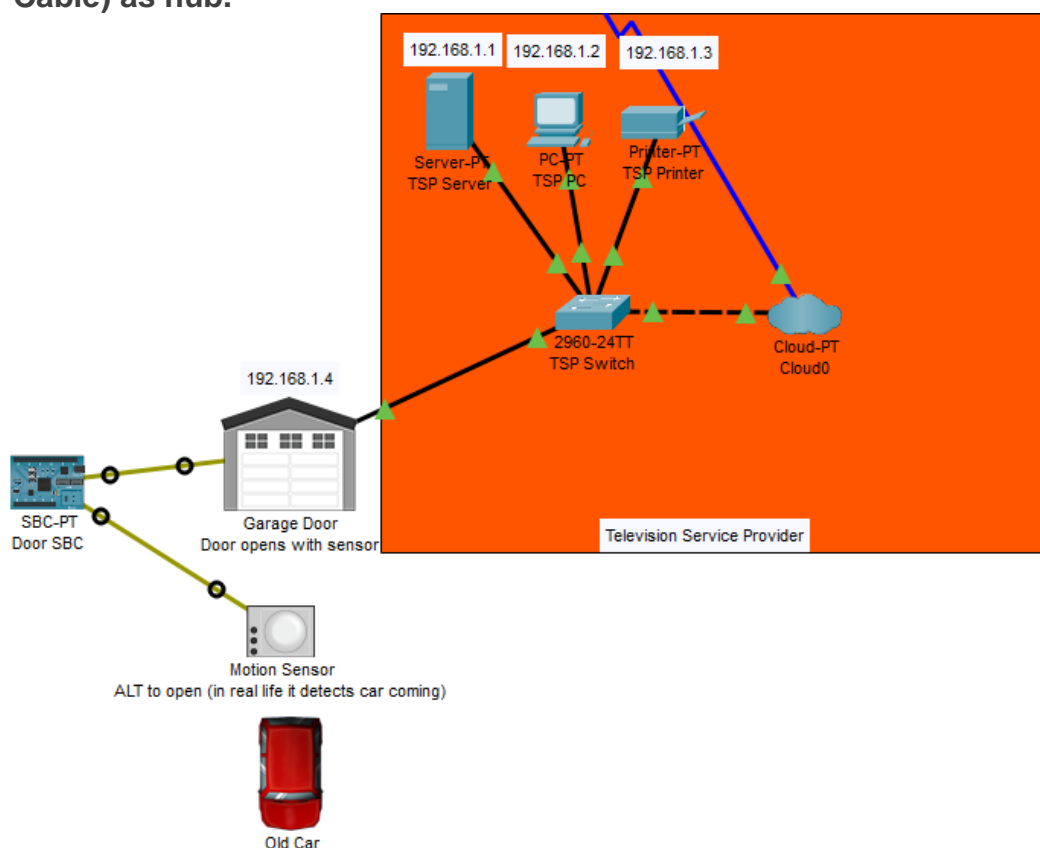 Cable) as hub.
192.168.1.1
192.168.1.2
192.168.1.3
Server-PT
TSP Server
PC-PT
TSP PC
Printer-PT
TSP Printer
2960-24TT
TSP Switch
Cloud-PT
Cloud0
192.168.1.4
SBC-PT
Door SBC
Garage Door
Door opens with sensor
Television Service Provider
Motion Sensor
ALT to open (in real life it detects car coming)
Old Car